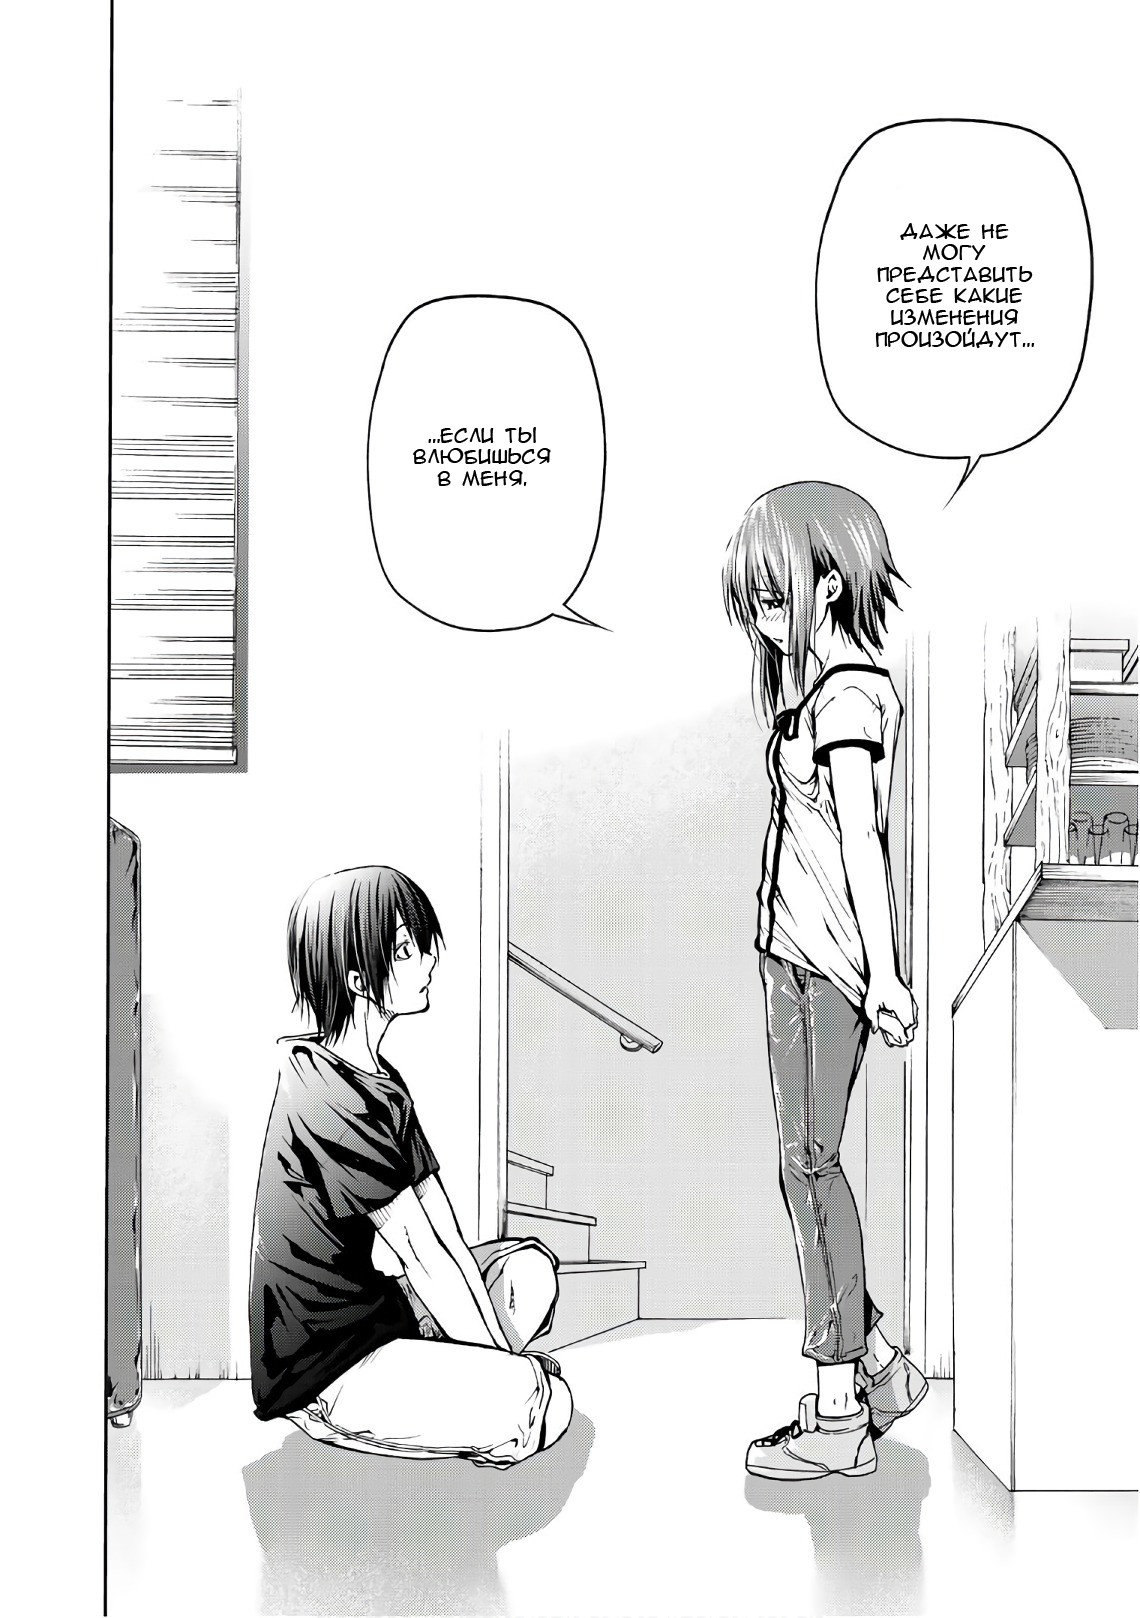 ДАЖЕ НЕ
МОГУ
ПРЕДСТАВИТЬ
СЕБЕ КАКИЕ
ИЗМЕНЕНИЯ
ПРОИЗОЙДУТ...
...ЕСЛИ ТЫ
ВЛЮБИШЬСЯ
В МЕНЯ.